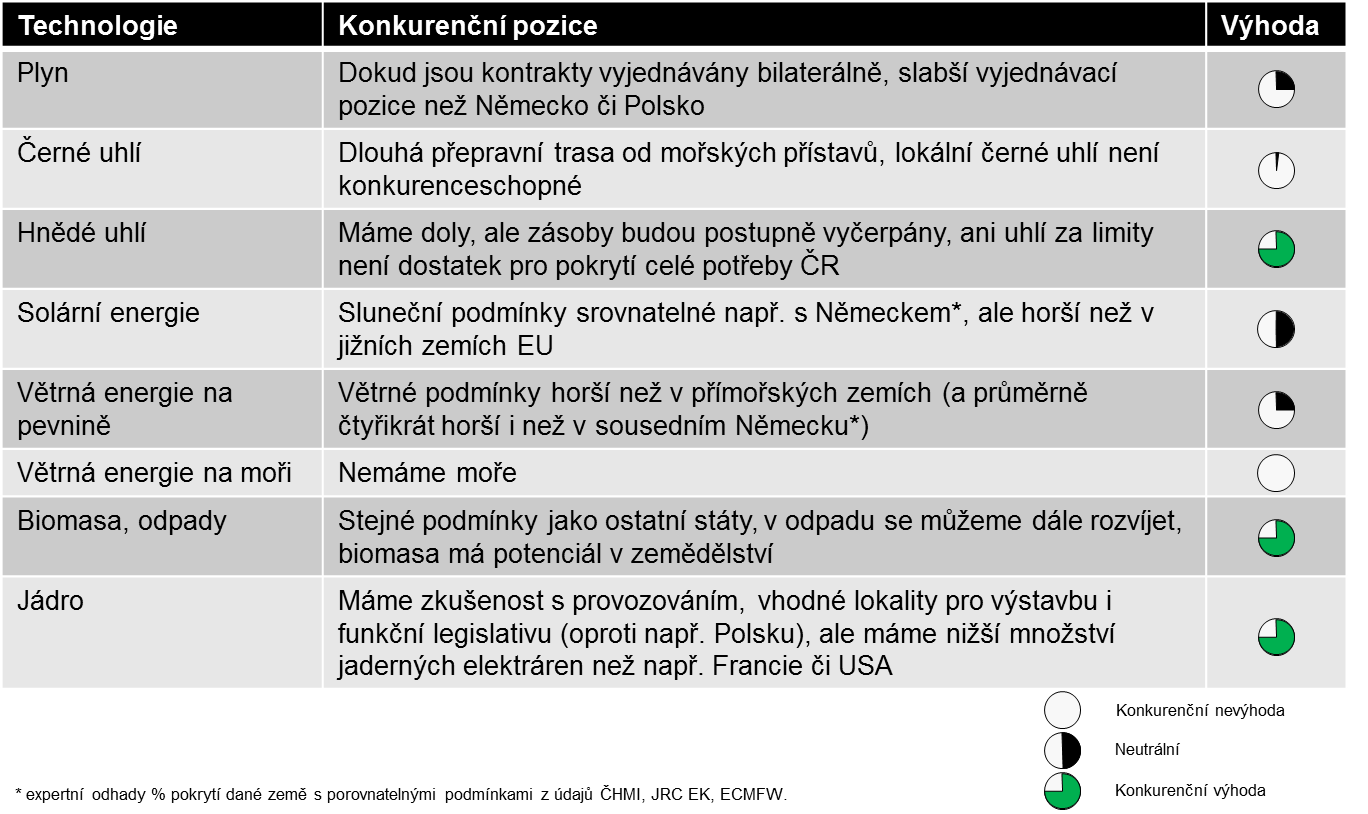 Technologie Konkurenční pozice Výhoda
Plyn Dokud jsou kontrakty vyjednávány bilaterálně, slabší vyjednávací
pozice než Německo či Polsko
Černé uhlí Dlouhá přepravní trasa od mořských přístavů, lokální černé uhlí není
konkurenceschopné
Hnědé uhlí Máme doly, ale zásoby budou postupně vyčerpány, ani uhlí za limity
není dostatek pro pokrytí celé potřeby ČR
Solární energie Sluneční podmínky srovnatelné např. s Německem*, ale horší než v
jižních zemích EU
Větrná energie na Větrné podmínky horší než v přímořských zemích (a průměrně
pevnině čtyřikrát horší i než v sousedním Německu*)
Větrná energie na moři Nemáme moře
Biomasa, odpady Stejné podmínky jako ostatní státy, v odpadu se můžeme dále rozvíjet,
biomasa má potenciál v zemědělství
Jádro Máme zkušenost s provozováním, vhodné lokality pro výstavbu i
funkční legislativu (oproti např. Polsku), ale máme nižší množství
jaderných elektráren než např. Francie či USA
Konkurenční nevýhoda
Neutrální
Konkurenční výhoda
* expertní odhady % pokrytí dané země s porovnatelnými podmínkami z údajů ČHMI, JRC EK, ECMFW.